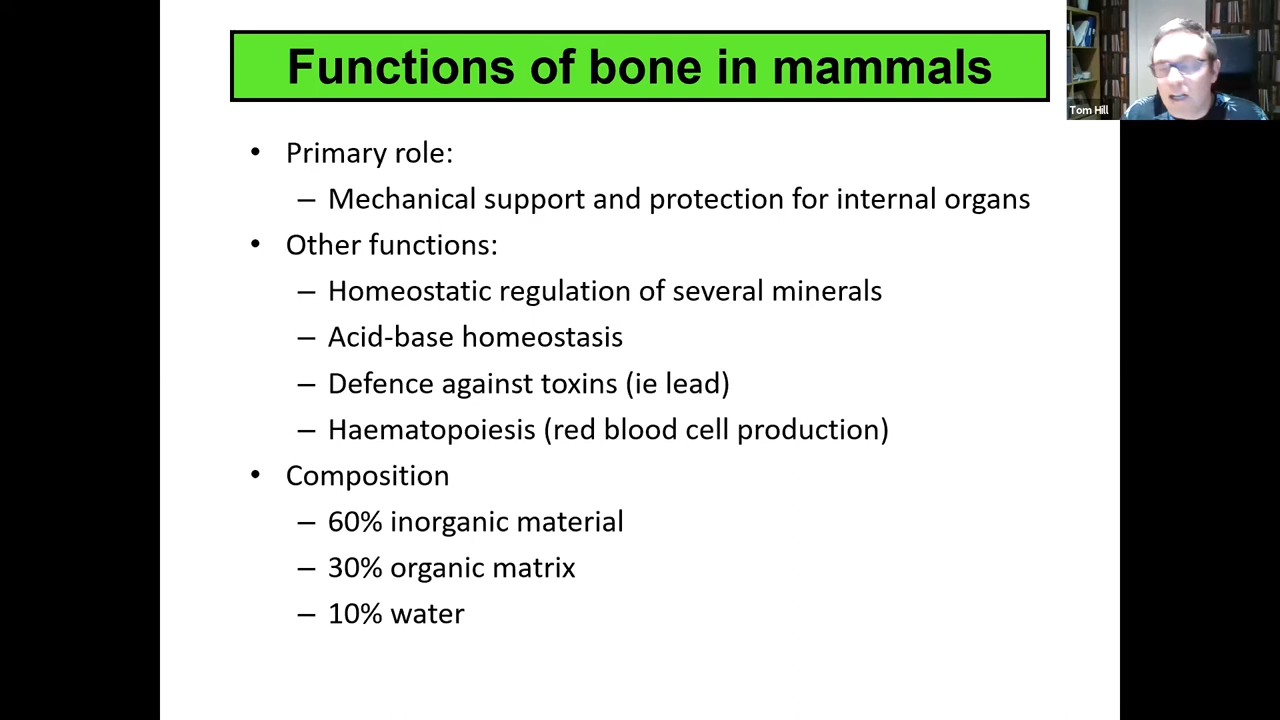 Functions of bone in mammals
Tom Hill
• Primary role:
– Mechanical support and protection for internal organs
• Other functions:
– Homeostatic regulation of several minerals
– Acid-base homeostasis
– Defence against toxins (ie lead)
– Haematopoiesis (red blood cell production)
• Composition
– 60% inorganic material
– 30% organic matrix
– 10% water